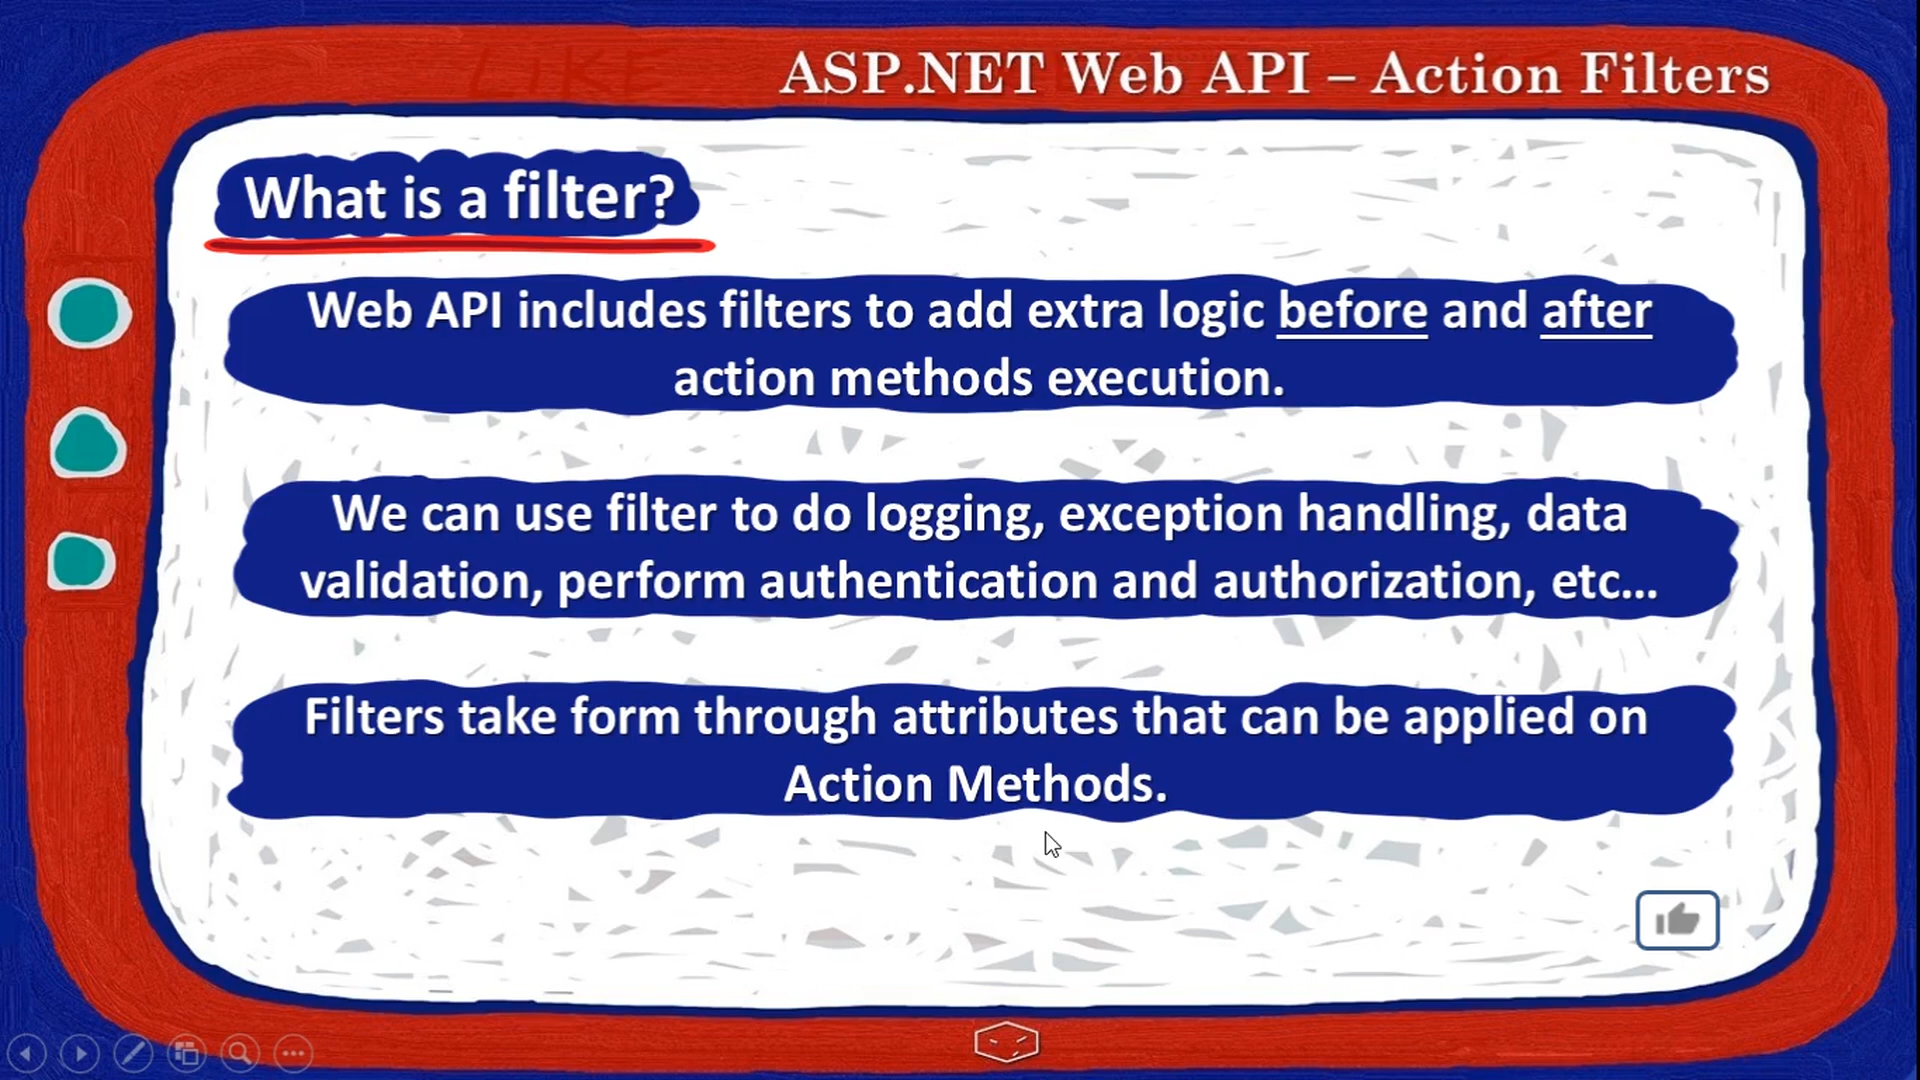 LIKE
ASP.NET Web API – Action Filters
What is a filter?
Web API includes filters to add extra logic before and after
action methods execution.
We can use filter to do logging, exception handling, data
validation, perform authentication and authorization, etc...
Filters take form through attributes that can be applied on
Action Methods.